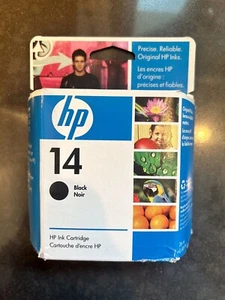 Precise. Reliable.
Original HP Inks.
Les encres HP
d'origine :
précises et fiables.
hp
14
Black
Noir
HP Ink Cartridge
Cartouche d'encre HP